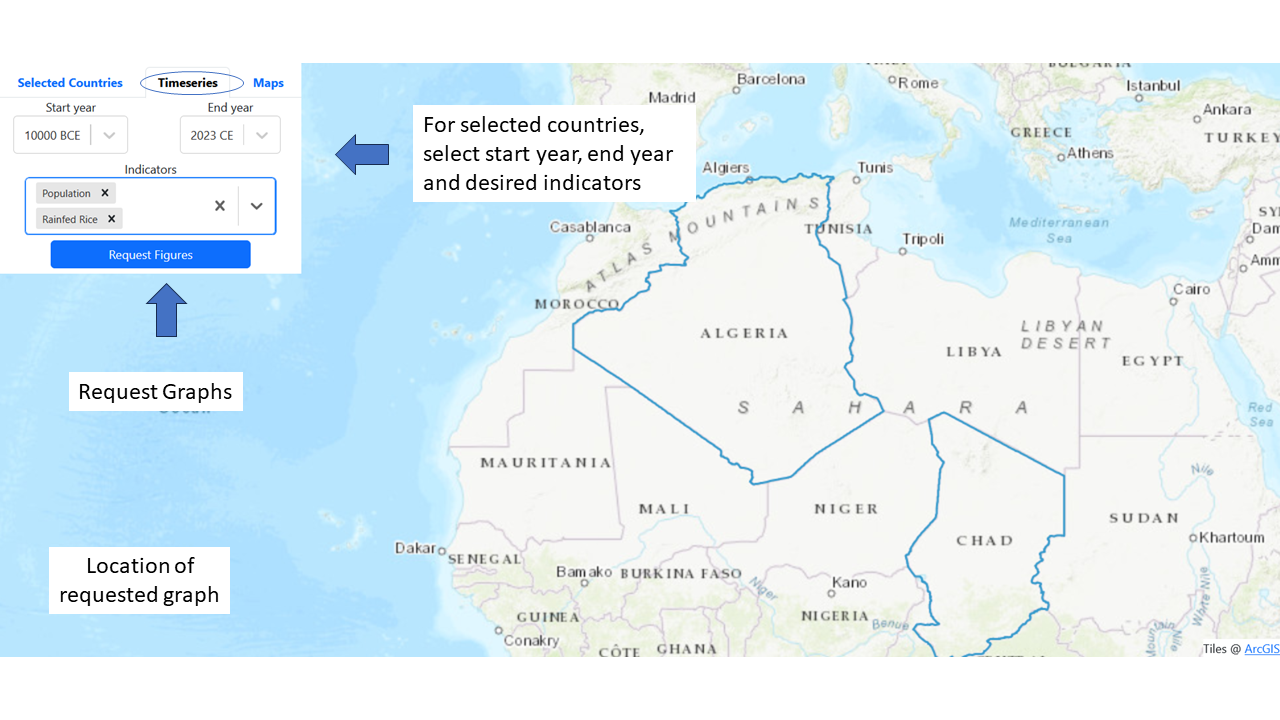 Selected Countries
Timeseries
Maps
Start year
End year
10000 BCE
2023 CE
Indicators
Population
Rainfed Rice
Request Figures
For selected countries,
select start year, end year
and desired indicators
Request Graphs
Location of
requested graph
Barcelona
Rome
BULGARIA
Istanbul
Madrid
Ankara
GREECE
TURKEY
Athens
Algiers
Tunis
ATLAS MOUNTAINS
Mediterranean
Sea
SY
Dam
Casablanca
TUNISIA
Tripoli
Amm
Cairo
MOROCCO
ALGERIA
LIBYAN
DESERT
LIBYA
EGYPT
SAHARA
Red
Sea
MAURITANIA
Nile
MALI
NIGER
SUDAN
CHAD
Khartoum
Dakar
SENEGAL
Bamako
BURKINA FASO
Niger
Kano
White Nile
GUINEA
NIGERIA
Benue
Conakry
CÔTE
GHANA
Nile
Tiles @ ArcGIS